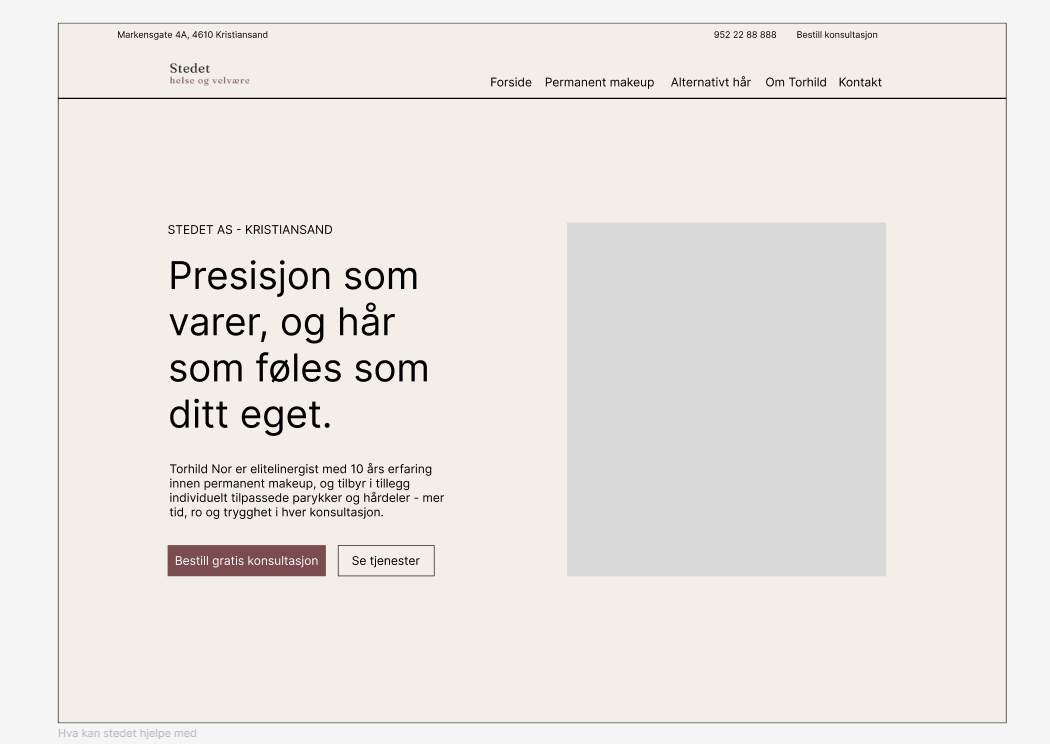 Markensgate 4A, 4610 Kristiansand
952 22 88 888 Bestill konsultasjon
Stedet
helse og velvære
Forside Permanent makeup Alternativt hår Om Torhild Kontakt
STEDET AS - KRISTIANSAND
Presisjon som
varer, og hår
som føles som
ditt eget.
Torhild Nor er elitelinergist med 10 års erfaring
innen permanent makeup, og tilbyr i tillegg
individuelt tilpassede parykker og hårdeler - mer
tid, ro og trygghet i hver konsultasjon.
Bestill gratis konsultasjon
Se tjenester
Hva kan stedet hjelpe med